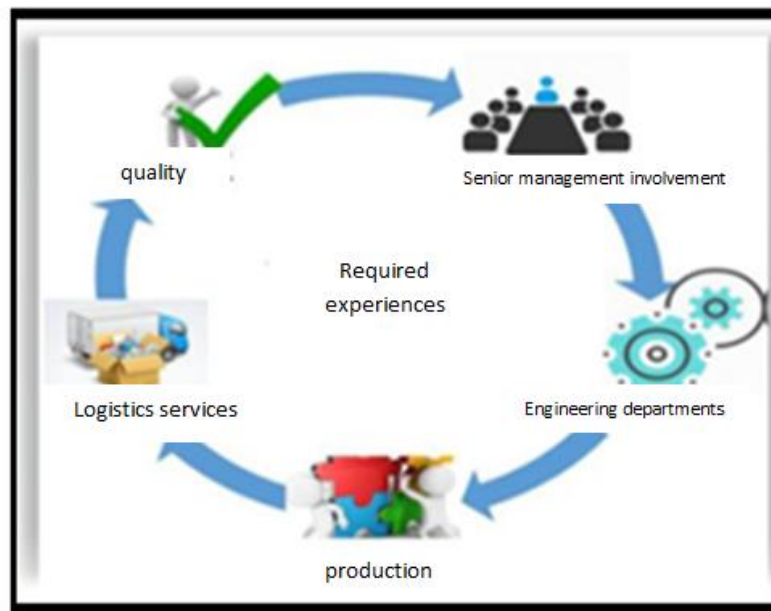 quality
Senior management involvement
Required
experiences
Logistics services
Engineering departments
production